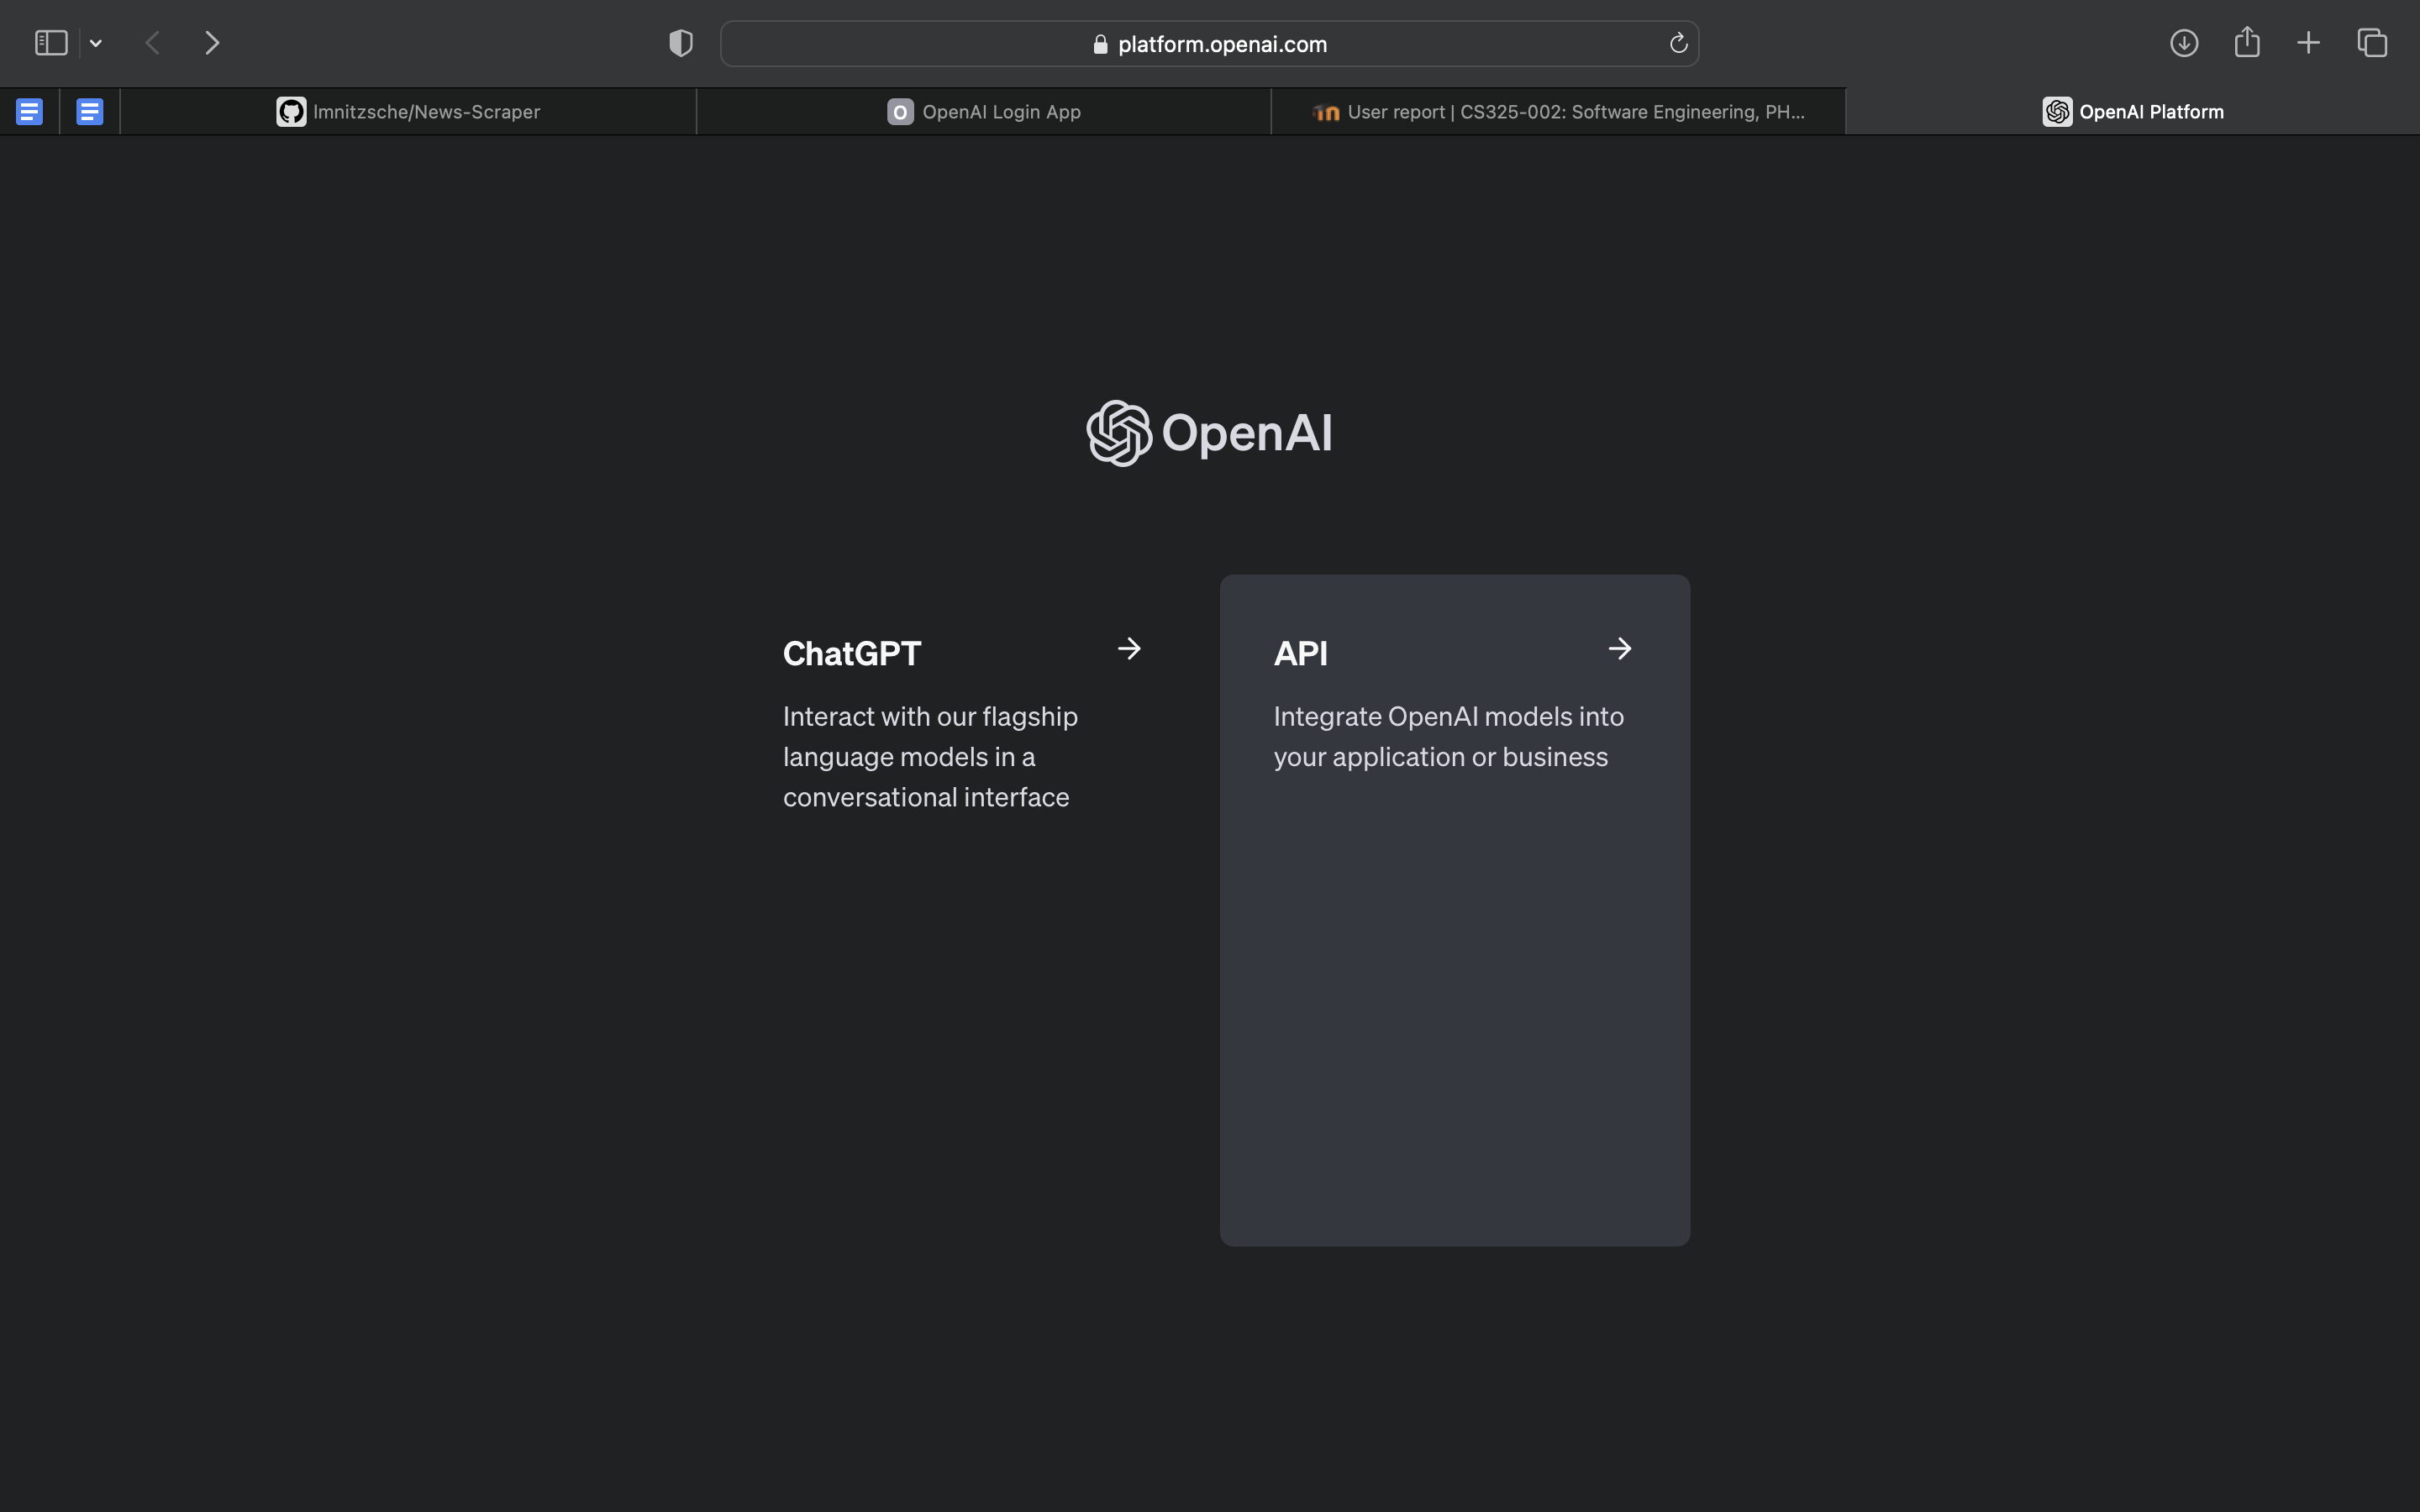 platform.openai.com
lmnitzsche/News-Scraper
O OpenAI Login App
User report | CS325-002: Software Engineering, PH...
OpenAI Platform
OpenAI
ChatGPT
Interact with our flagship
language models in a
conversational interface
API
Integrate OpenAI models into
your application or business